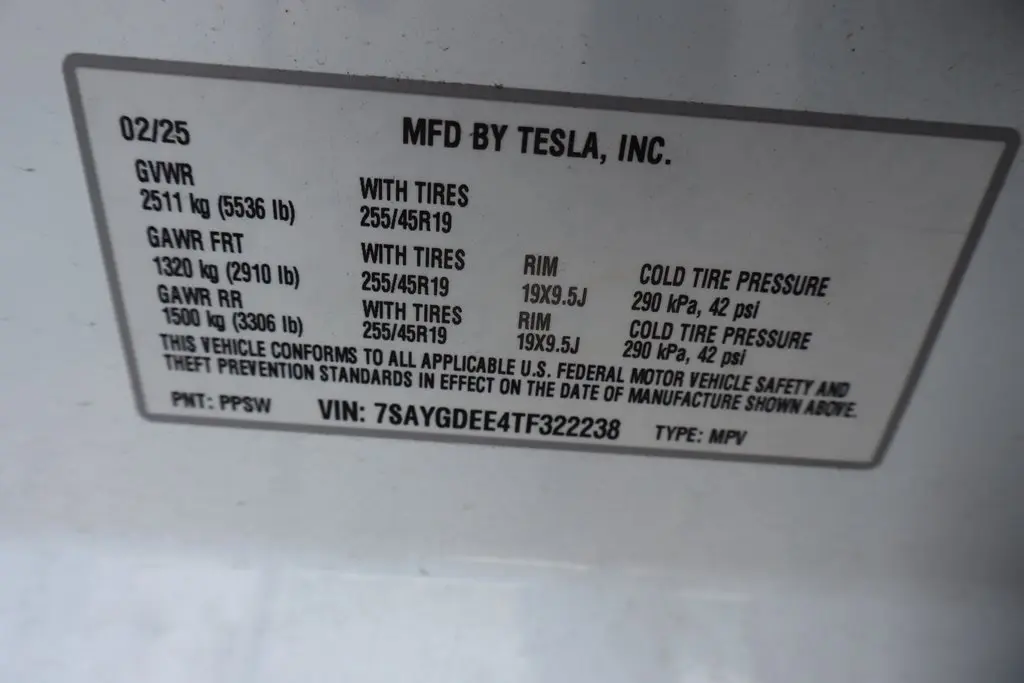 02/25 MFD BY TESLA, INC.
GVWR WITH TIRES
2511 kg (5536 lb) 255/45R19
GAWR FRT WITH TIRES RIM COLD TIRE PRESSURE
1320 kg (2910 lb) 255/45R19 19X9.5J 290 kPa, 42 psi
GAWR RR WITH TIRES RIM COLD TIRE PRESSURE
1500 kg (3306 lb) 255/45R19 19X9.5J 290 kPa, 42 psi
THIS VEHICLE CONFORMS TO ALL APPLICABLE U.S. FEDERAL MOTOR VEHICLE SAFETY AND
THEFT PREVENTION STANDARDS IN EFFECT ON THE DATE OF MANUFACTURE SHOWN ABOVE.
PNT: PPSW VIN: 7SAYGDEE4TF322238 TYPE: MPV